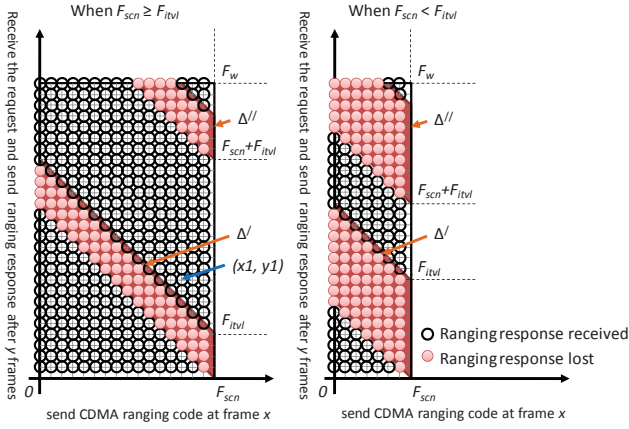 When F_scn ≥ F_itvl
When F_scn < F_itvl
Receive the request and send ranging response after y frames
F_w
Δ//
F_scn+F_itvl
Δ/
(x1, y1)
F_itvl
0
F_scn
send CDMA ranging code at frame x
Receive the request and send ranging response after y frames
F_w
Δ//
F_scn+F_itvl
Δ/
F_itvl
Ranging response received
Ranging response lost
0
F_scn
send CDMA ranging code at frame x